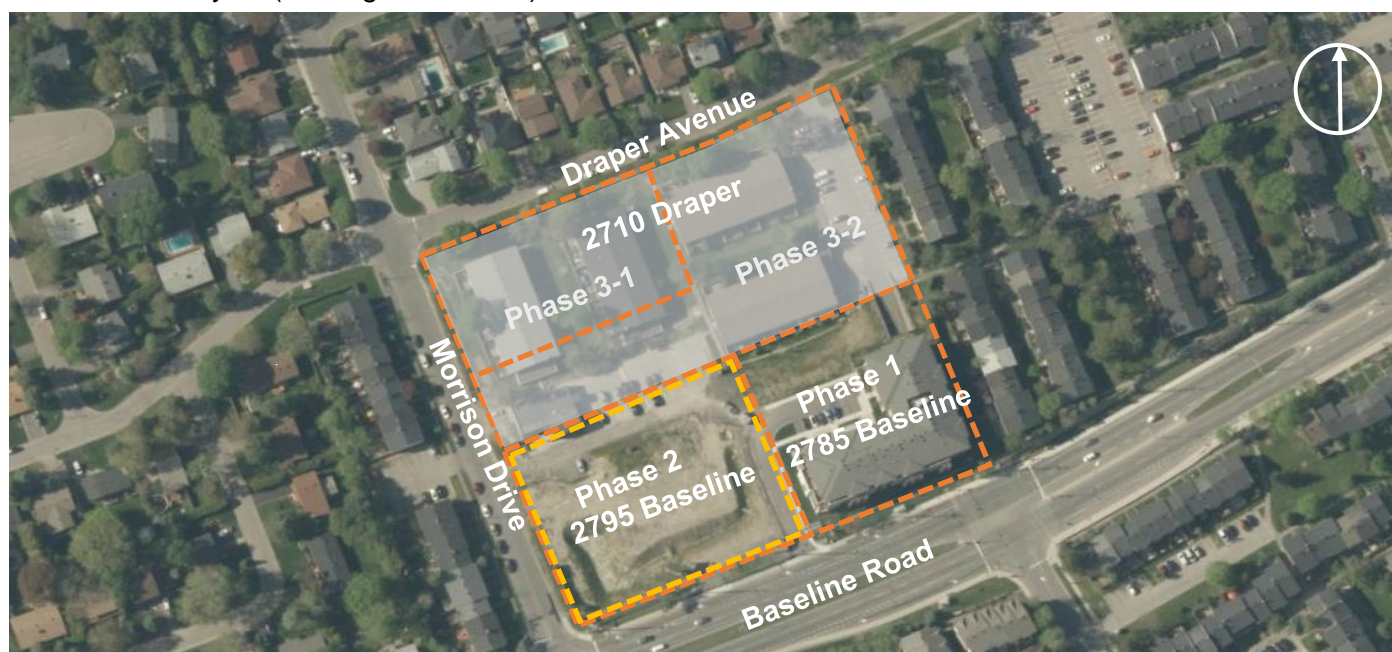 Draper Avenue
2710 Draper
Phase 3-2
Phase 3-1
Morrison Drive
Phase 1
2785 Baseline
Phase 2
2795 Baseline
Baseline Road